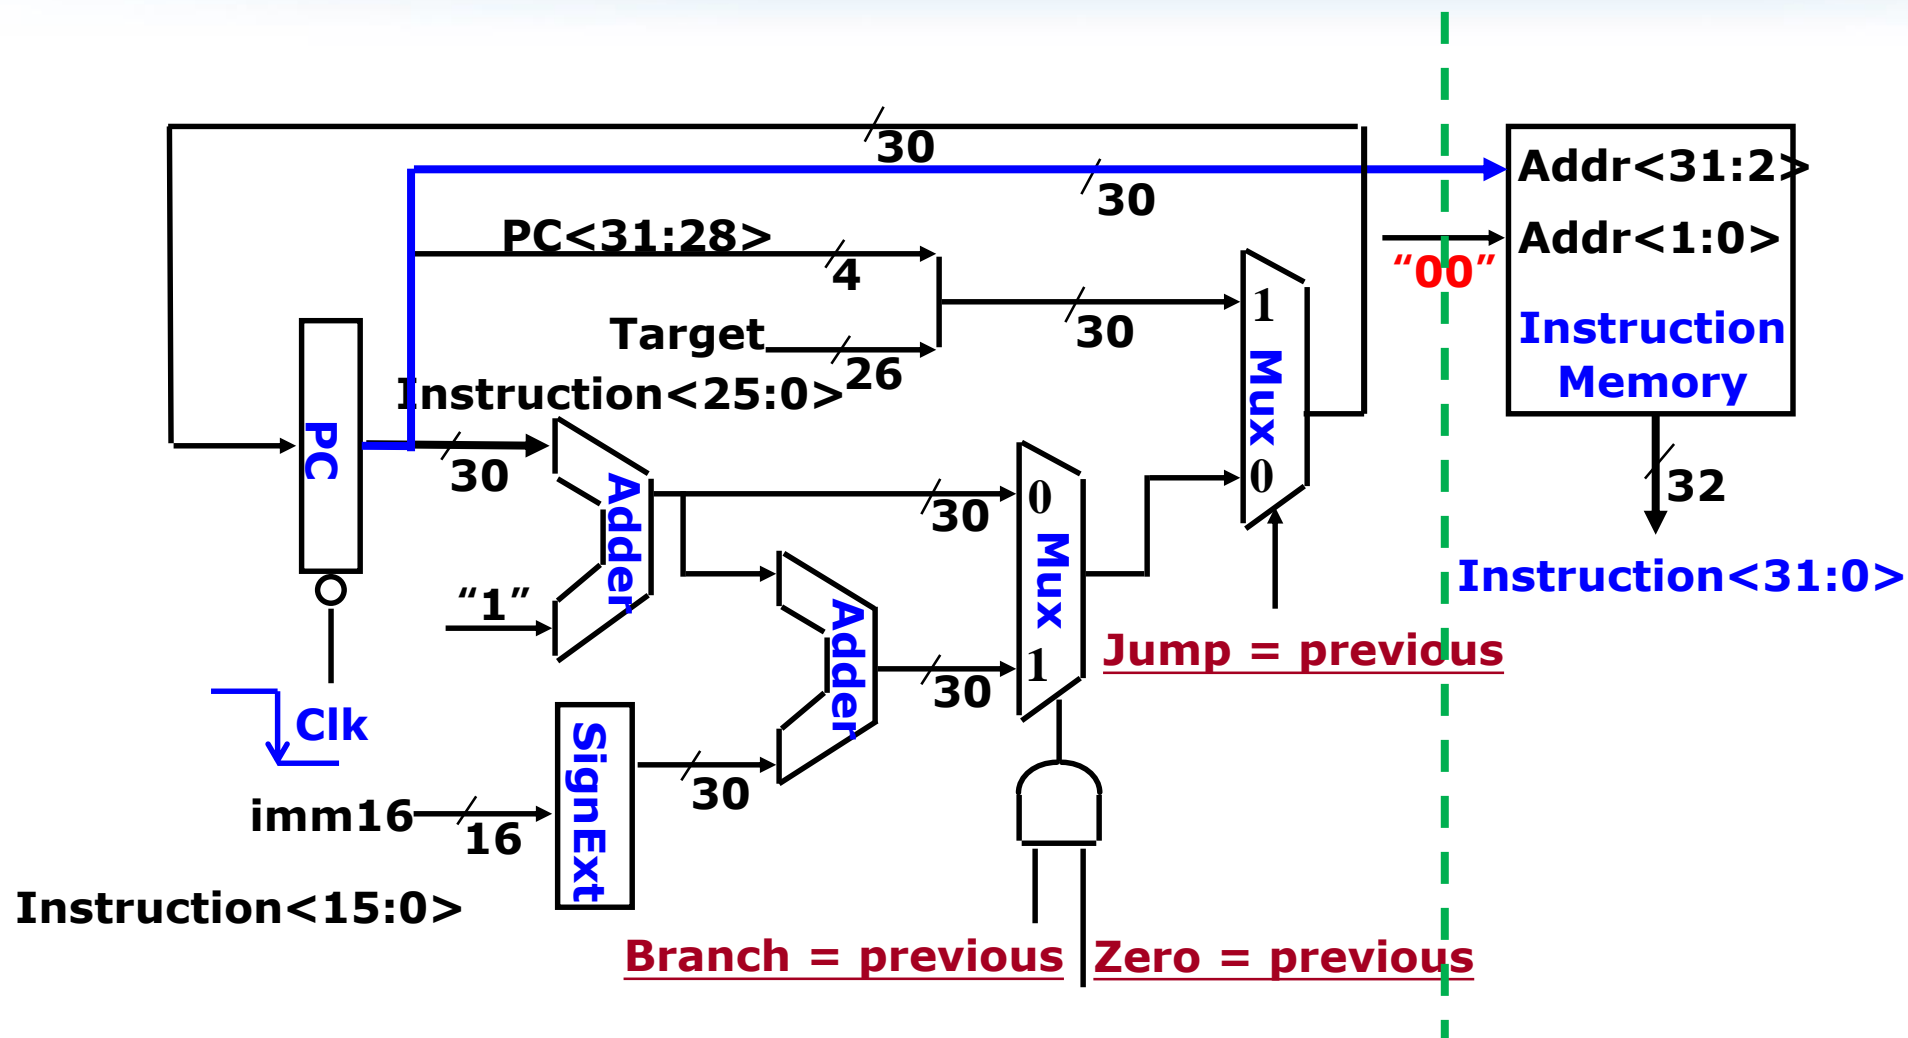 30
Addr<31:2>
30
PC<31:28>
Addr<1:0>
4
“00”
1
30
Target
Instruction
26
Mux
Memory
Instruction<25:0>
PC
30
Adder
0
32
0
30
“1”
Mux
Instruction<31:0>
Adder
Jump = previous
1
30
Clk
SignExt
30
imm16
16
Instruction<15:0>
Branch = previous
Zero = previous